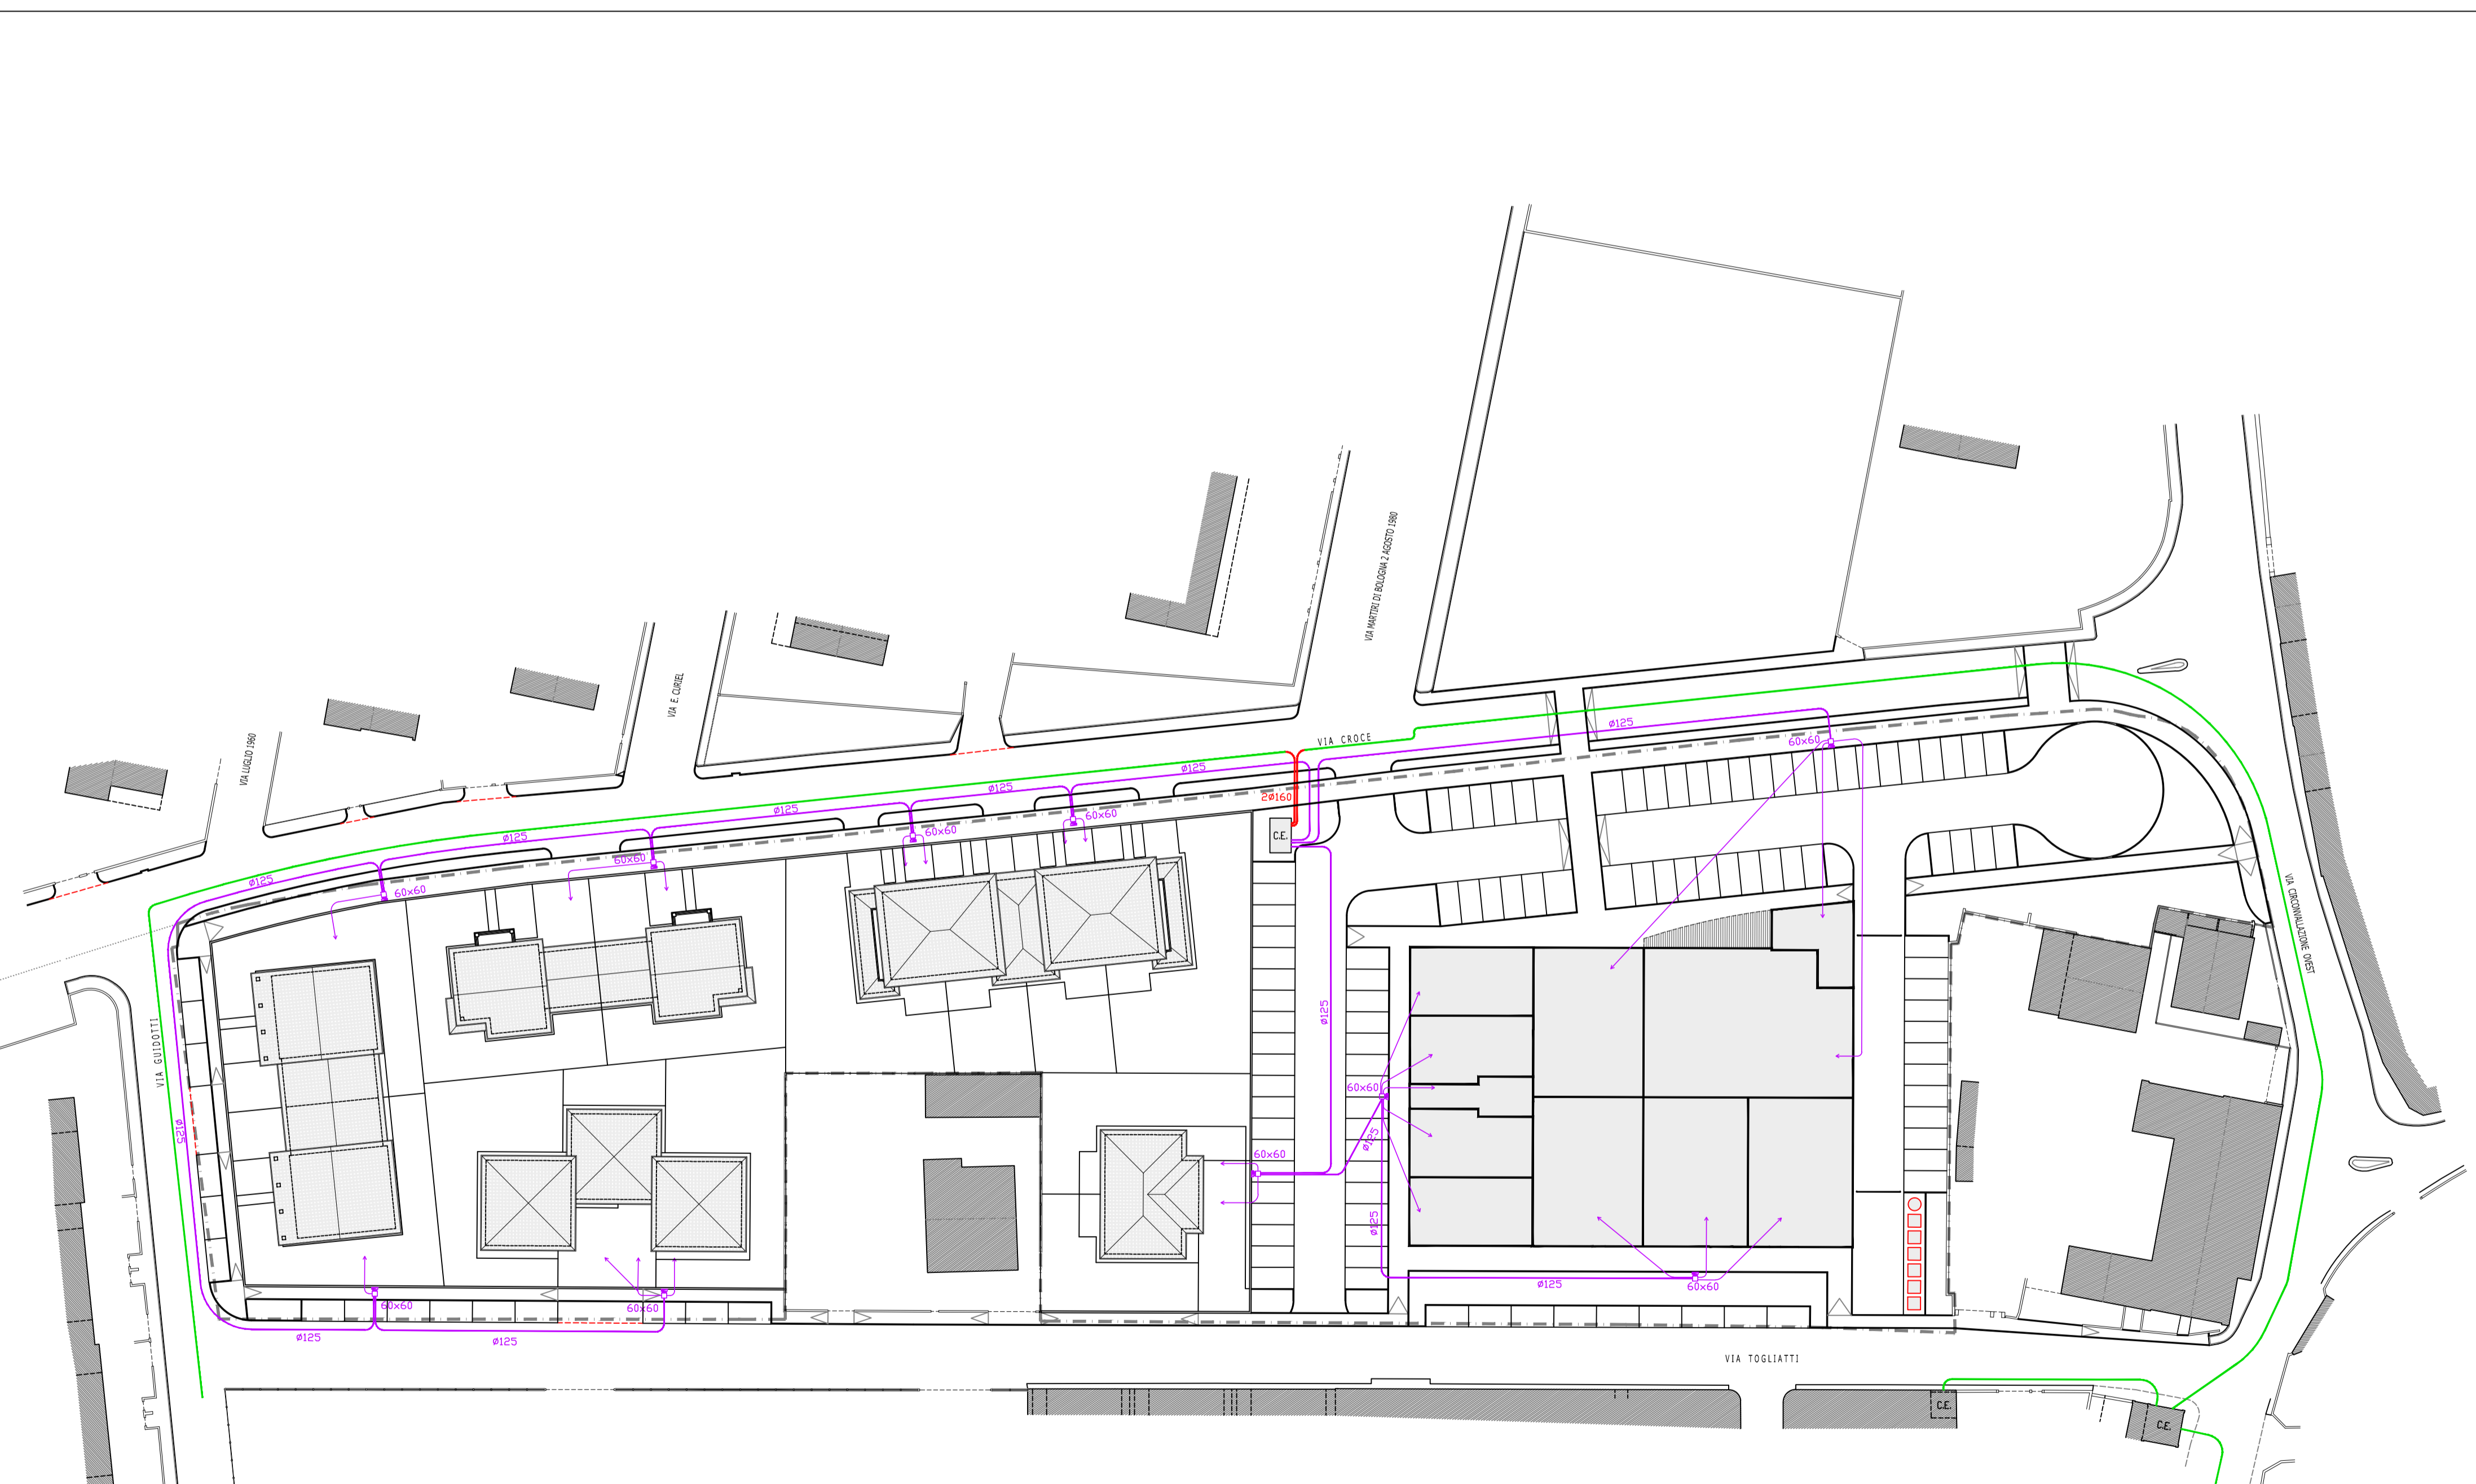 VIA MARTIRI DI BOLOGNA 2 AGOSTO 1980
VIA E. CURIEL
VIA LUGLIO 1960
VIA CROCE
ø125
60x60
ø125
2ø160
ø125
ø125
60x60
60x60
C.E.
ø125
60x60
ø125
60x60
60x60
VIA CIRCONVALLAZIONE OVEST
ø125
VIA GUIDOTTI
60x60
ø125
ø125
60x60
ø125
ø125
60x60
60x60
60x60
ø125
ø125
ø125
VIA TOGLIATTI
C.E.
C.E.